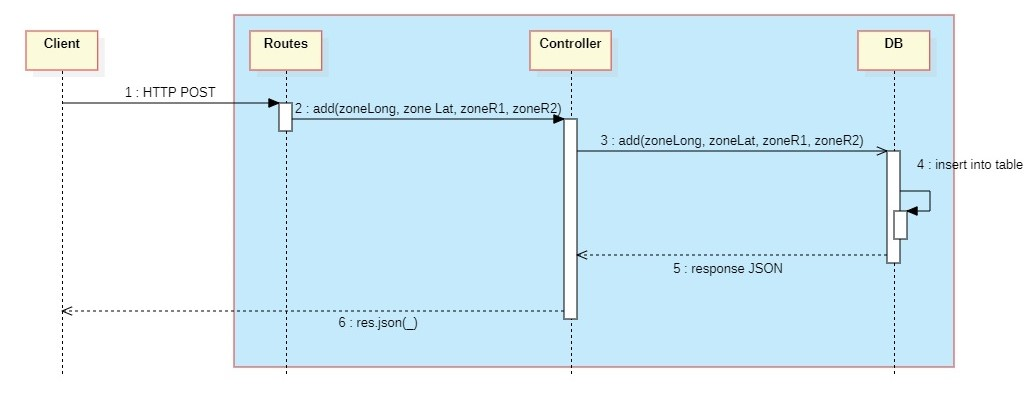 Client
Routes
Controller
DB
1 : HTTP POST
2 : add(zoneLong, zone Lat, zoneR1, zoneR2)
3 : add(zoneLong, zoneLat, zoneR1, zoneR2)
4 : insert into table
5 : response JSON
6 : res.json(_)